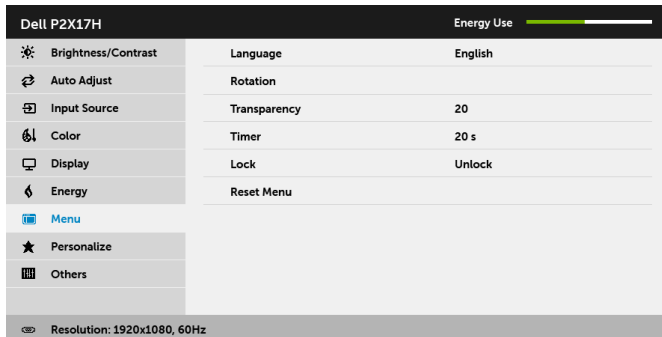 Dell P2X17H Energy Use
Brightness/Contrast Language English
Auto Adjust Rotation
Input Source Transparency 20
Color Timer 20 s
Display Lock Unlock
Energy Reset Menu
Menu
Personalize
Others
Resolution: 1920x1080, 60Hz